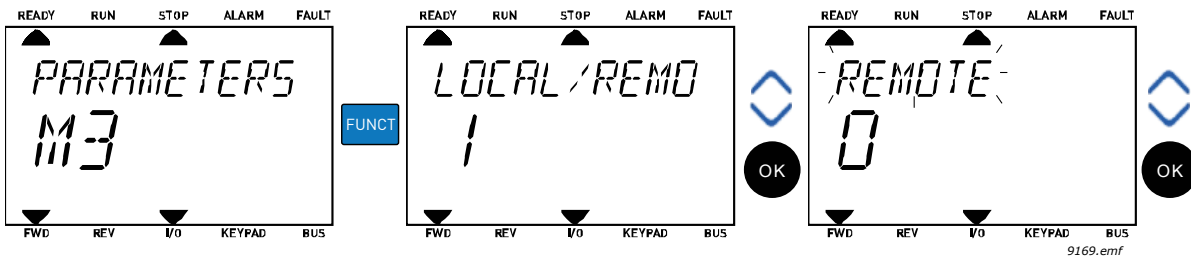 READY RUN STOP ALARM FAULT
PARAMETERS
M3
FWD REV I/O KEYPAD BUS
FUNCT
READY RUN STOP ALARM FAULT
LOCAL/REMO
1
FWD REV I/O KEYPAD BUS
OK
READY RUN STOP ALARM FAULT
REMOTE
0
FWD REV I/O KEYPAD BUS
OK
9169.emf